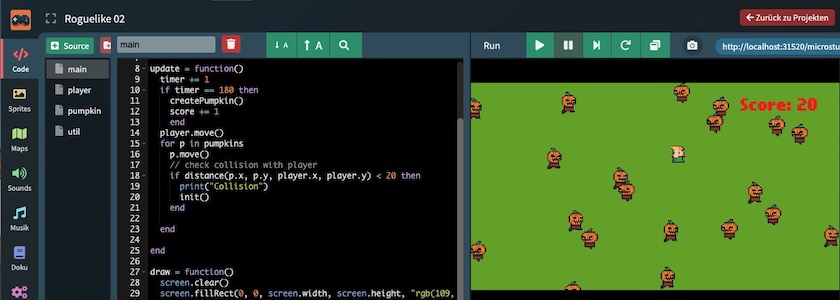 Roguelike 02
Zurück zu Projekten
Code
Sprites
Maps
Sounds
Musik
Doku
Source
main
player
pumpkin
util
main
A
A
Run
http://localhost:31520/microstu
8 update = function()
9 timer += 1
10 if timer == 180 then
11 createPumpkin()
12 score += 1
13 end
14 player.move()
15 for p in pumpkins
16 p.move()
17 // check collision with player
18 if distance(p.x, p.y, player.x, player.y) < 20 then
19 print("Collision")
20 init()
21 end
22
23 end
24
25 end
26
27 draw = function()
28 screen.clear()
29 screen.fillRect(0, 0, screen.width, screen.height, "rgb(109,
Score: 20